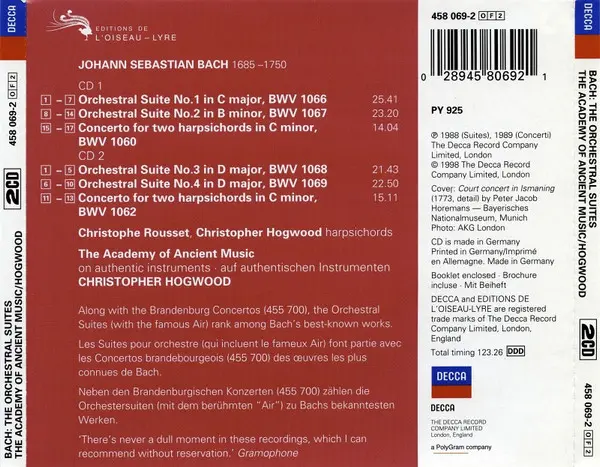 BACH: THE ORCHESTRAL SUITES
THE ACADEMY OF ANCIENT MUSIC/HOGWOOD
2CD
458 069-2 OF2
DECCA
EDITIONS DE
L'OISEAU–LYRE
JOHANN SEBASTIAN BACH 1685–1750
CD 1
1 – 7 Orchestral Suite No.1 in C major, BWV 1066 25.41
8 – 14 Orchestral Suite No.2 in B minor, BWV 1067 23.20
15 – 17 Concerto for two harpsichords in C minor, 14.04
BWV 1060
CD 2
1 – 5 Orchestral Suite No.3 in D major, BWV 1068 21.43
6 – 10 Orchestral Suite No.4 in D major, BWV 1069 22.50
11 – 13 Concerto for two harpsichords in C minor, 15.11
BWV 1062
Christophe Rousset, Christopher Hogwood harpsichords
The Academy of Ancient Music
on authentic instruments · auf authentischen Instrumenten
CHRISTOPHER HOGWOOD
Along with the Brandenburg Concertos (455 700), the Orchestral
Suites (with the famous Air) rank among Bach's best-known works.
Les Suites pour orchestre (qui incluent le fameux Air) font partie avec
les Concertos brandebourgeois (455 700) des œuvres les plus
connues de Bach.
Neben den Brandenburgischen Konzerten (455 700) zählen die
Orchestersuiten (mit dem berühmten "Air") zu Bachs bekanntesten
Werken.
'There's never a dull moment in these recordings, which I can
recommend without reservation.' Gramophone
458 069-2 OF2
0 28945 80692 1
PY 925
℗ 1988 (Suites), 1989 (Concerti)
The Decca Record Company
Limited, London
© 1998 The Decca Record
Company Limited, London
Cover: Court concert in Ismaning
(1773, detail) by Peter Jacob
Horemans — Bayerisches
Nationalmuseum, Munich
Photo: AKG London
CD is made in Germany
Printed in Germany/Imprimé
en Allemagne. Made in Germany
Booklet enclosed · Brochure
incluse · Mit Beiheft
DECCA and EDITIONS DE
L'OISEAU-LYRE are registered
trade marks of The Decca Record
Company Limited, London,
England
Total timing 123.26 DDD
DECCA
THE DECCA RECORD
COMPANY LIMITED
London, England
a PolyGram company
BACH: THE ORCHESTRAL SUITES
THE ACADEMY OF ANCIENT MUSIC/HOGWOOD
2CD
458 069-2 OF2
DECCA